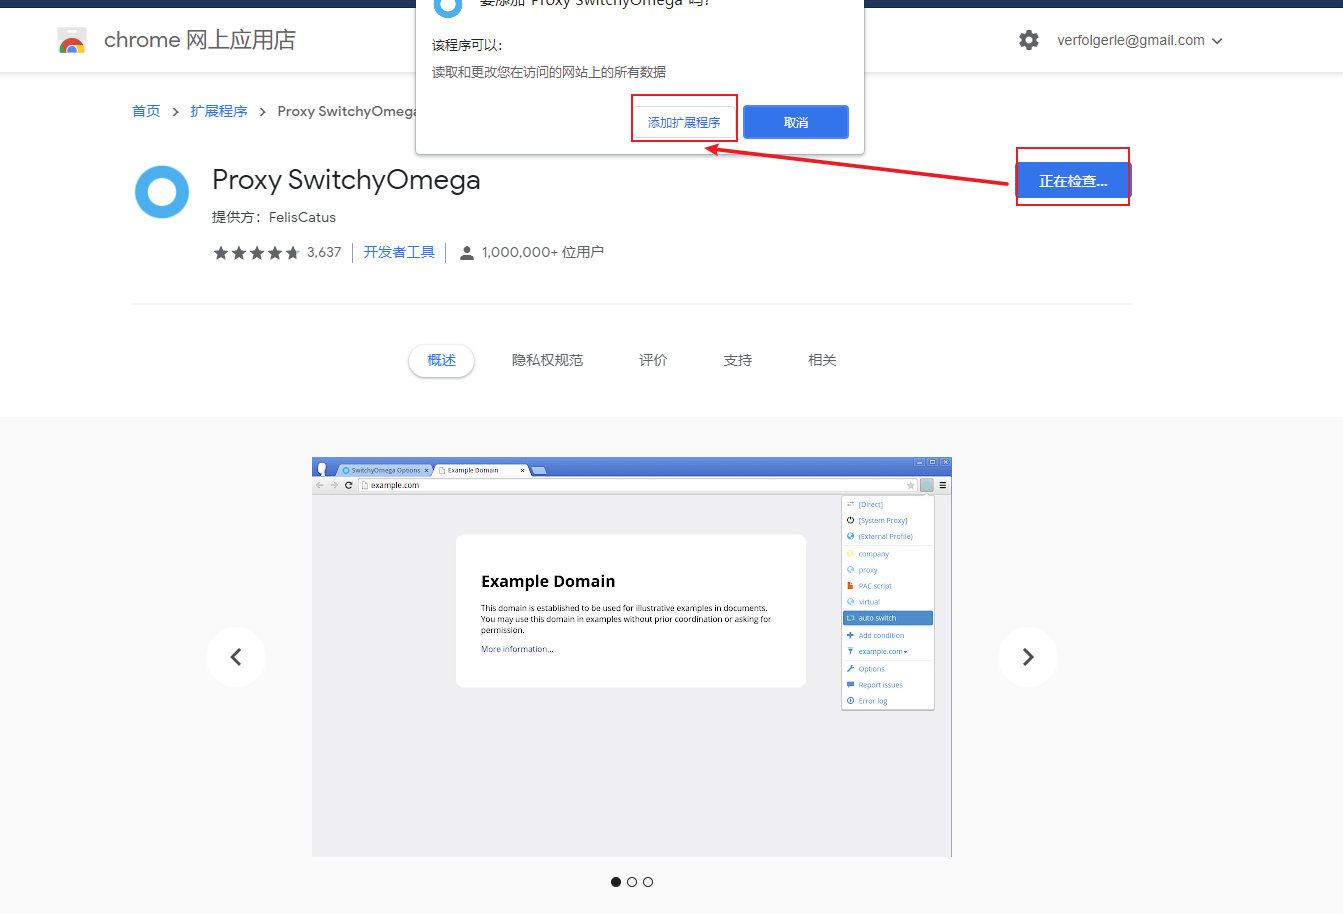 要添加"Proxy SwitchyOmega"吗?
chrome 网上应用店
verfolgerle@gmail.com
该程序可以：
读取和更改您在访问的网站上的所有数据
添加扩展程序
取消
首页 > 扩展程序 > Proxy SwitchyOmega
Proxy SwitchyOmega
正在检查...
提供方： FelisCatus
3,637
开发者工具
1,000,000+ 位用户
概述
隐私权规范
评价
支持
相关
SwitchyOmega Options
Example Domain
example.com
[Direct]
[System Proxy]
(External Profile)
company
proxy
PAC script
virtual
auto switch
Add condition
example.com
Options
Report issues
Error log
Example Domain
This domain is established to be used for illustrative examples in documents.
You may use this domain in examples without prior coordination or asking for
permission.
More information...